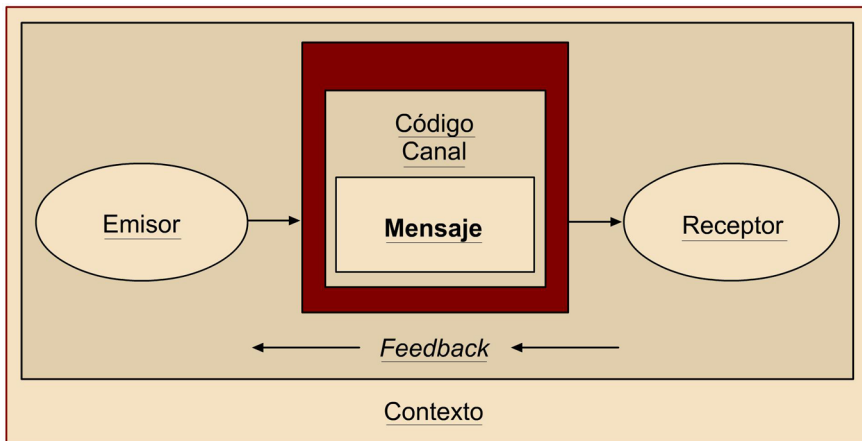 Código
Canal
Emisor
Mensaje
Receptor
Feedback
Contexto